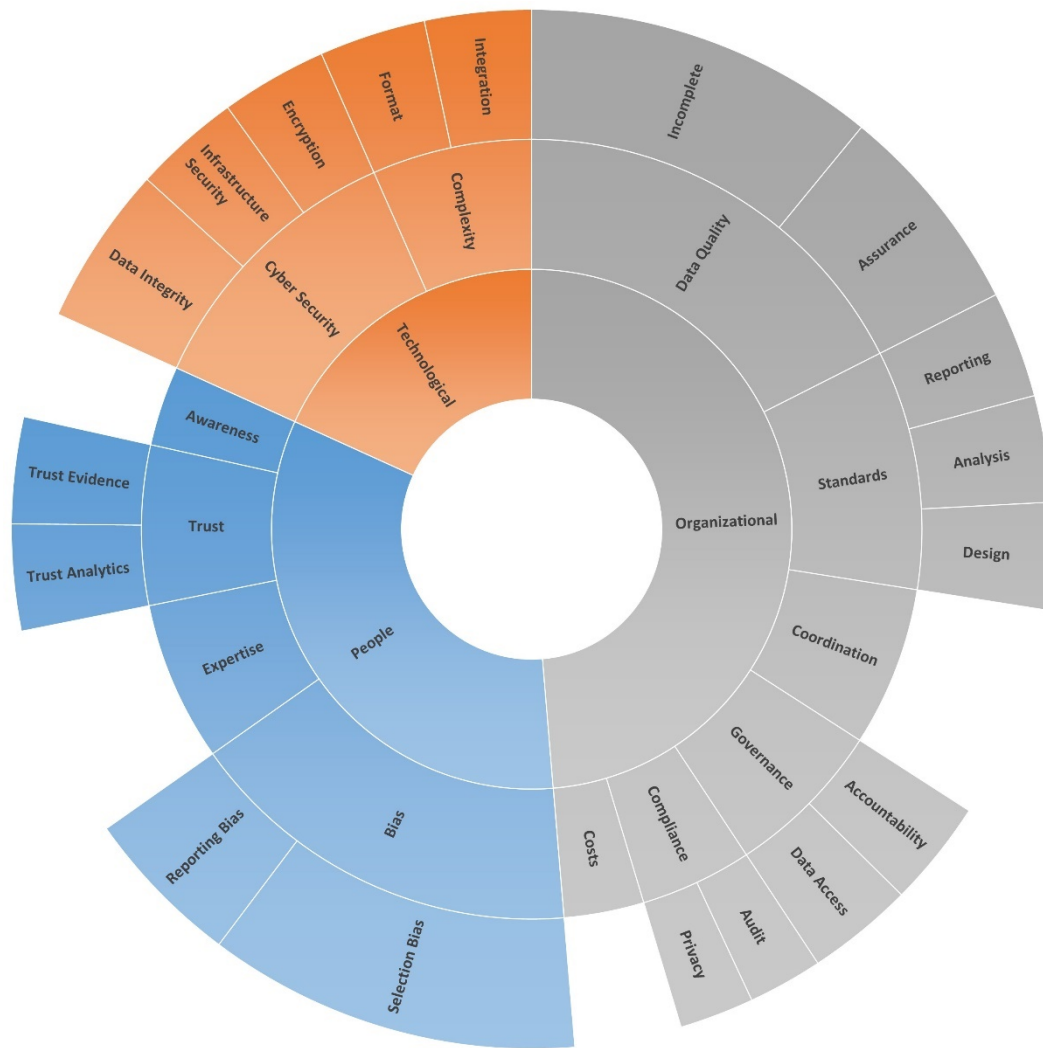 Integration
Format
Encryption
Infrastructure
Security
Data Integrity
Complexity
Cyber Security
Technological
Incomplete
Assurance
Data Quality
Reporting
Analysis
Design
Standards
Organizational
Coordination
Governance
Accountability
Data Access
Compliance
Audit
Privacy
Costs
People
Awareness
Trust
Trust Evidence
Trust Analytics
Expertise
Bias
Reporting Bias
Selection Bias